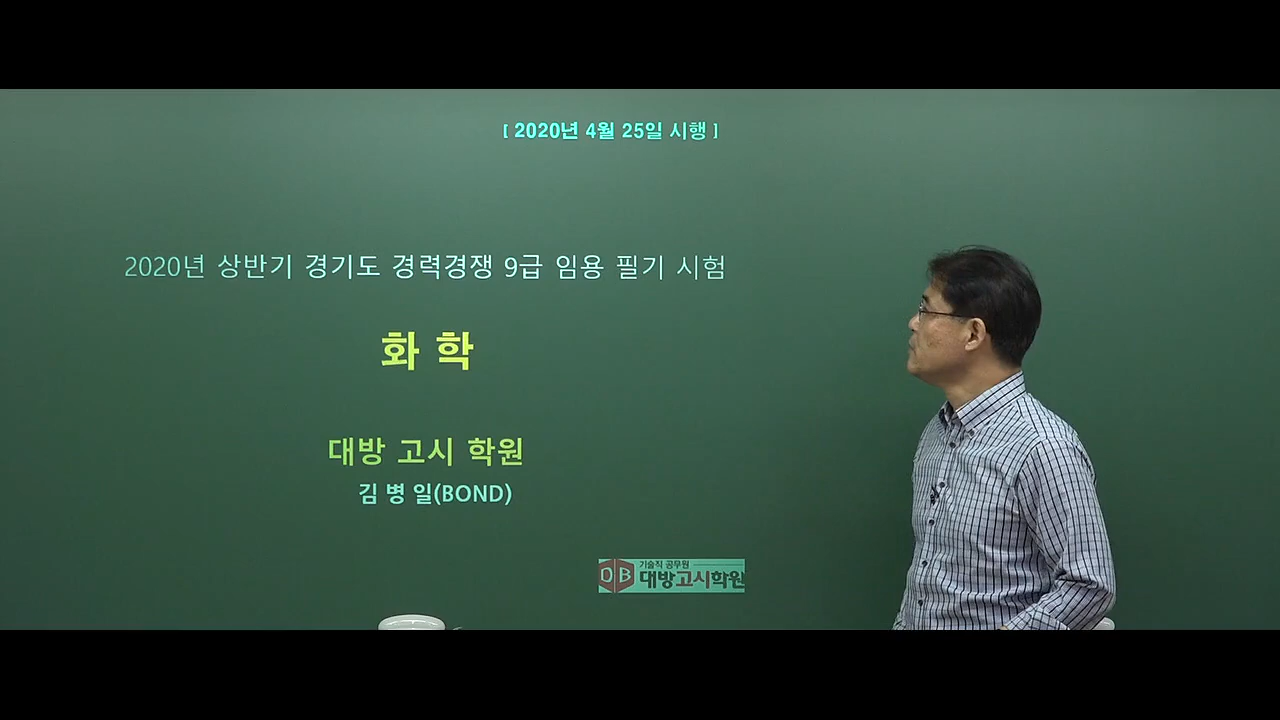 [ 2020년 4월 25일 시행 ]
2020년 상반기 경기도 경력경쟁 9급 임용 필기 시험
화 학
대방 고시 학원
김 병 일(BOND)
DB
기술직 공무원
대방고시학원